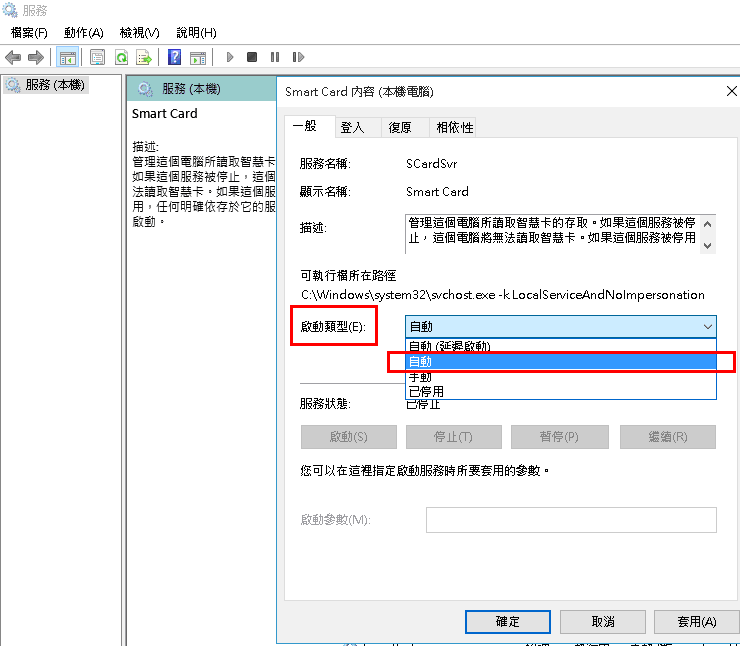 服務
檔案(F) 動作(A) 檢視(V) 說明(H)
服務 (本機)
服務 (本機)
Smart Card
描述:
管理這個電腦所讀取智慧卡
如果這個服務被停止，這個
法讀取智慧卡。如果這個服
用，任何明確依存於它的服
啟動。
Smart Card 內容 (本機電腦)
一般 登入 復原 相依性
服務名稱: SCardSvr
顯示名稱: Smart Card
描述:
管理這個電腦所讀取智慧卡的存取。如果這個服務被停
止，這個電腦將無法讀取智慧卡。如果這個服務被停用
可執行檔所在路徑
C:\Windows\system32\svchost.exe -k LocalServiceAndNoImpersonation
啟動類型(E): 自動
自動 (延遲啟動)
自動
手動
已停用
服務狀態: 已停止
啟動(S) 停止(T) 暫停(P) 繼續(R)
您可以在這裡指定啟動服務時所要套用的參數。
啟動參數(M):
確定 取消 套用(A)